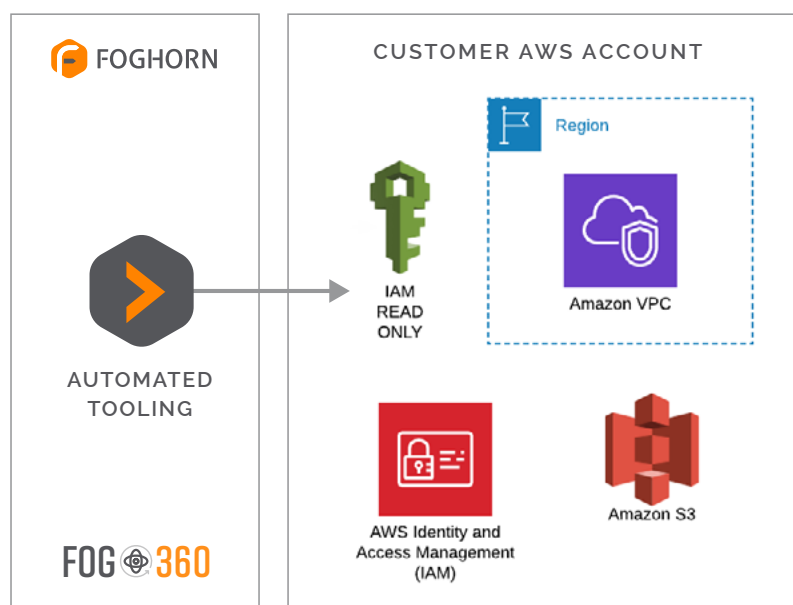 FOGHORN
AUTOMATED
TOOLING
FOG 360
CUSTOMER AWS ACCOUNT
Region
IAM
READ
ONLY
Amazon VPC
AWS Identity and
Access Management
(IAM)
Amazon S3